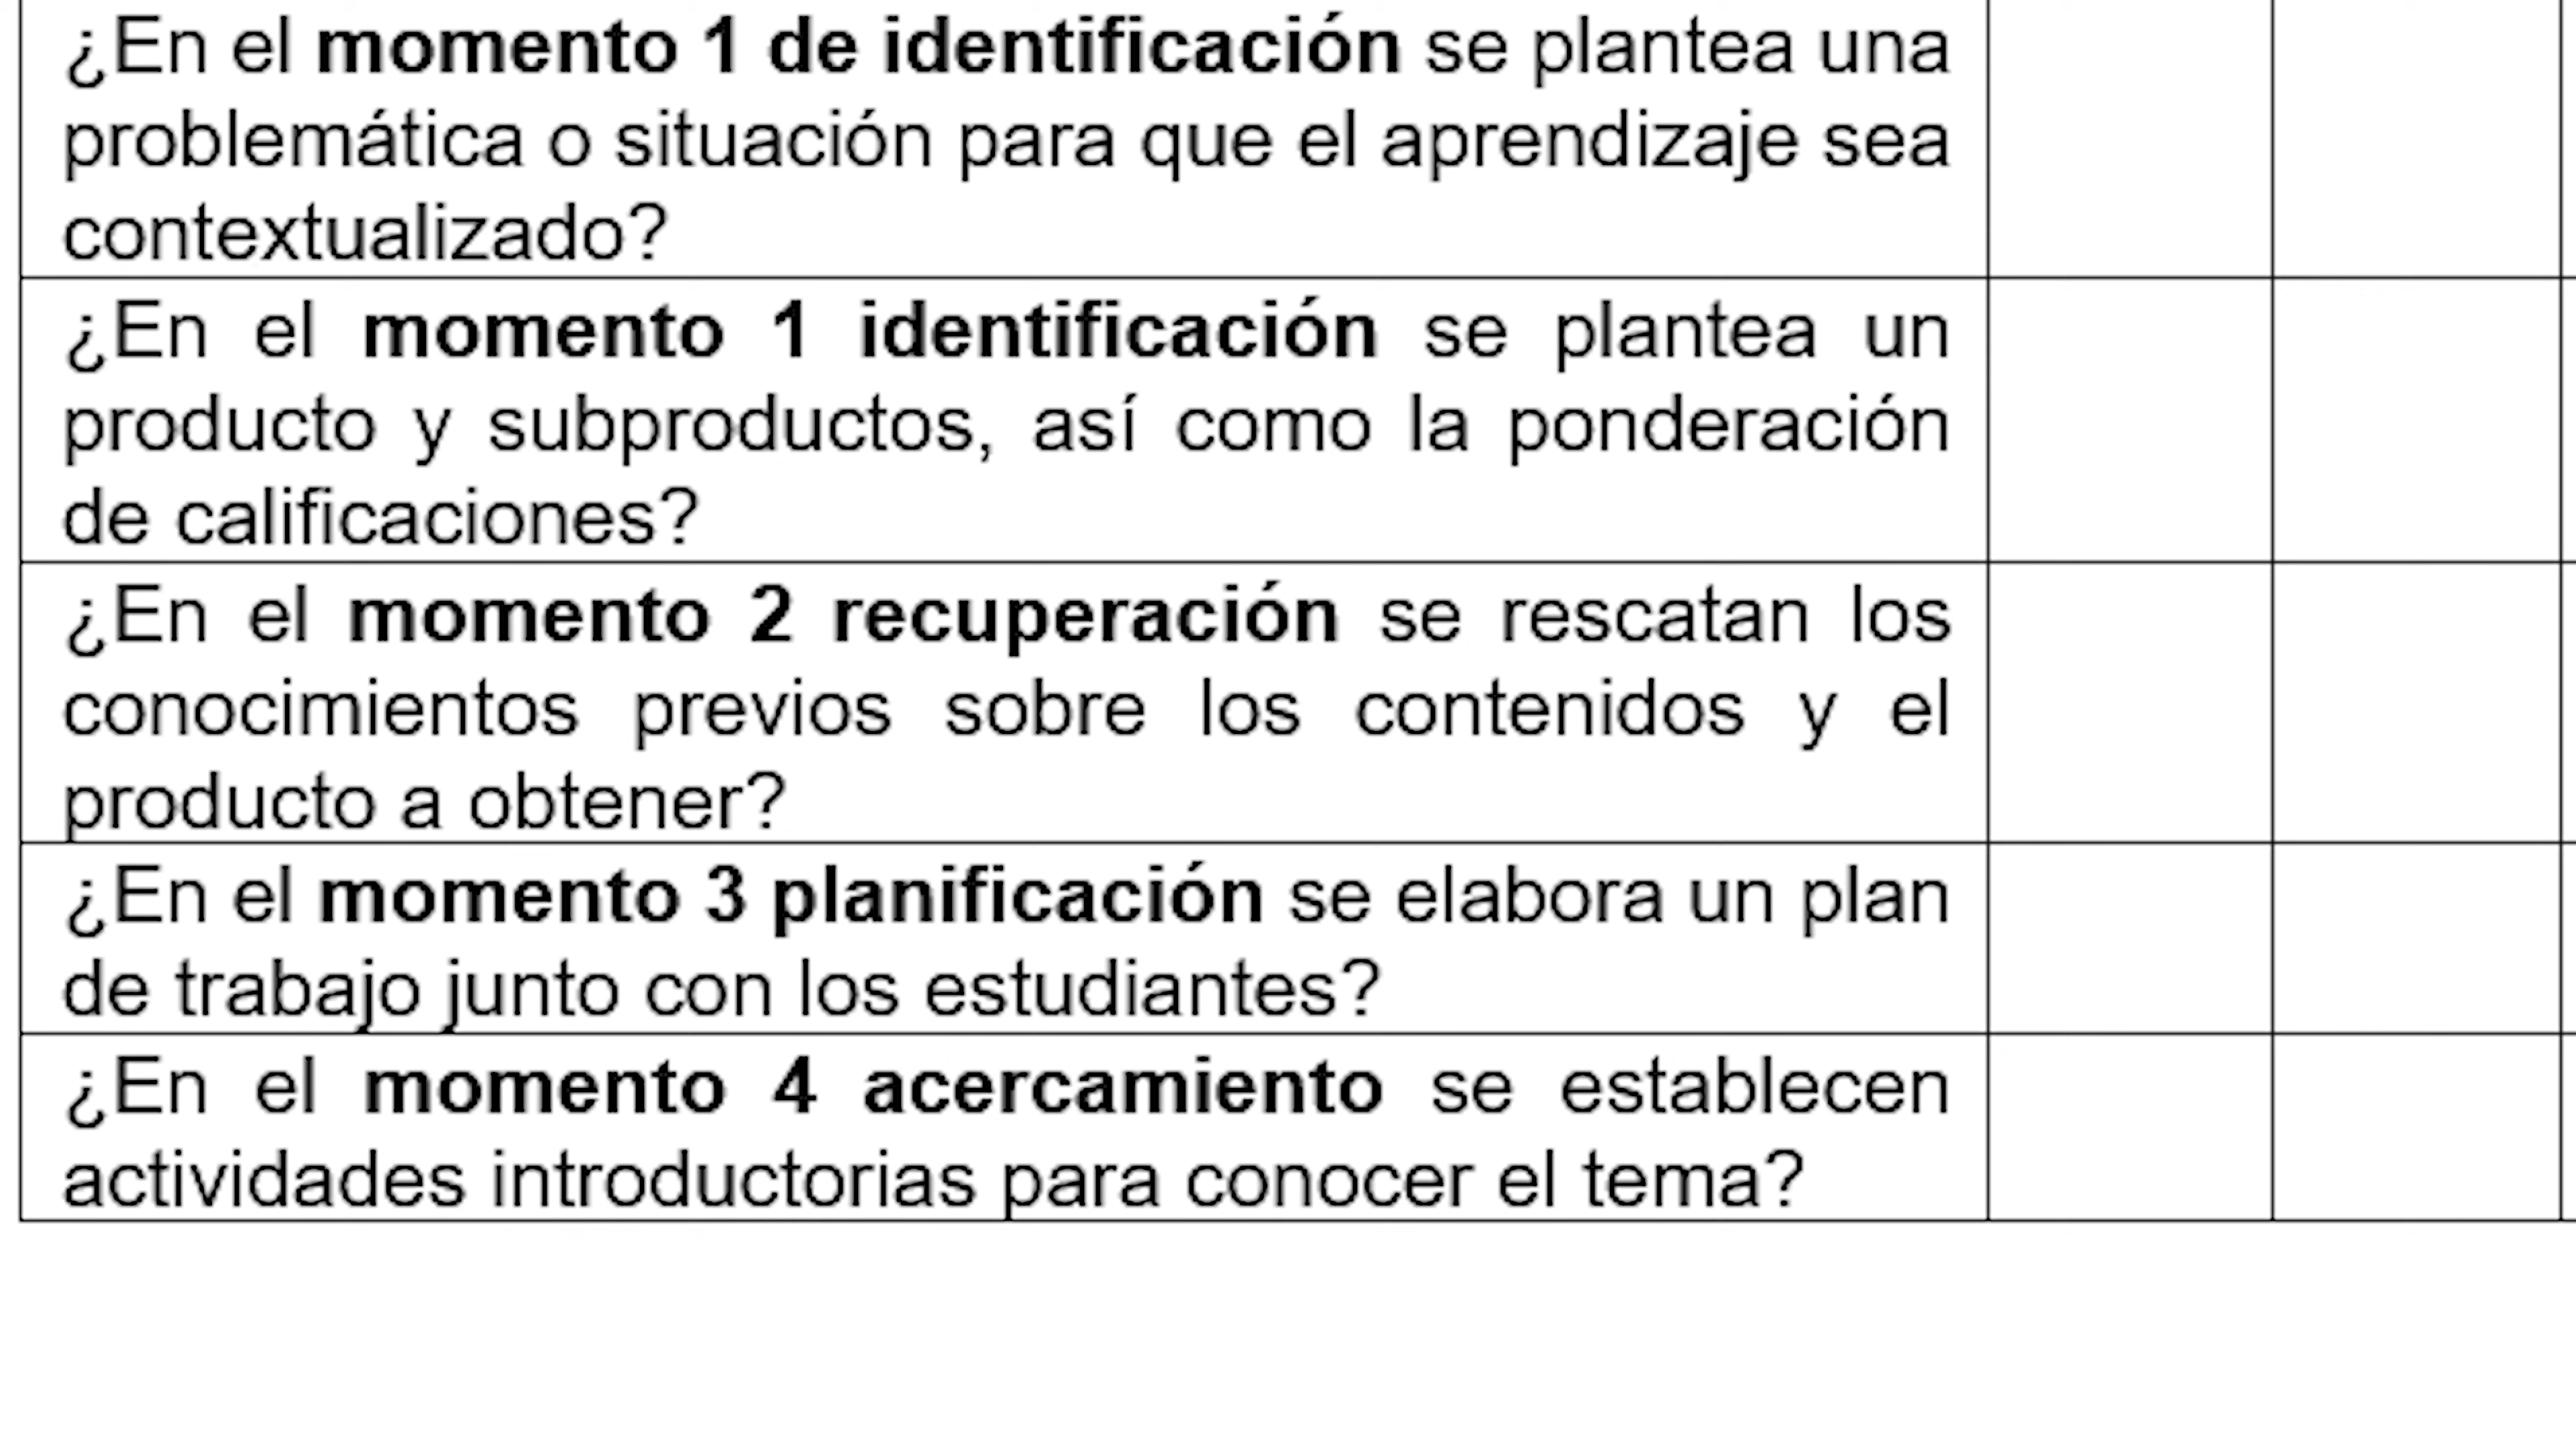 ¿En el momento 1 de identificación se plantea una
problemática o situación para que el aprendizaje sea
contextualizado?
¿En el momento 1 identificación se plantea un
producto y subproductos, así como la ponderación
de calificaciones?
¿En el momento 2 recuperación se rescatan los
conocimientos previos sobre los contenidos y el
producto a obtener?
¿En el momento 3 planificación se elabora un plan
de trabajo junto con los estudiantes?
¿En el momento 4 acercamiento se establecen
actividades introductorias para conocer el tema?